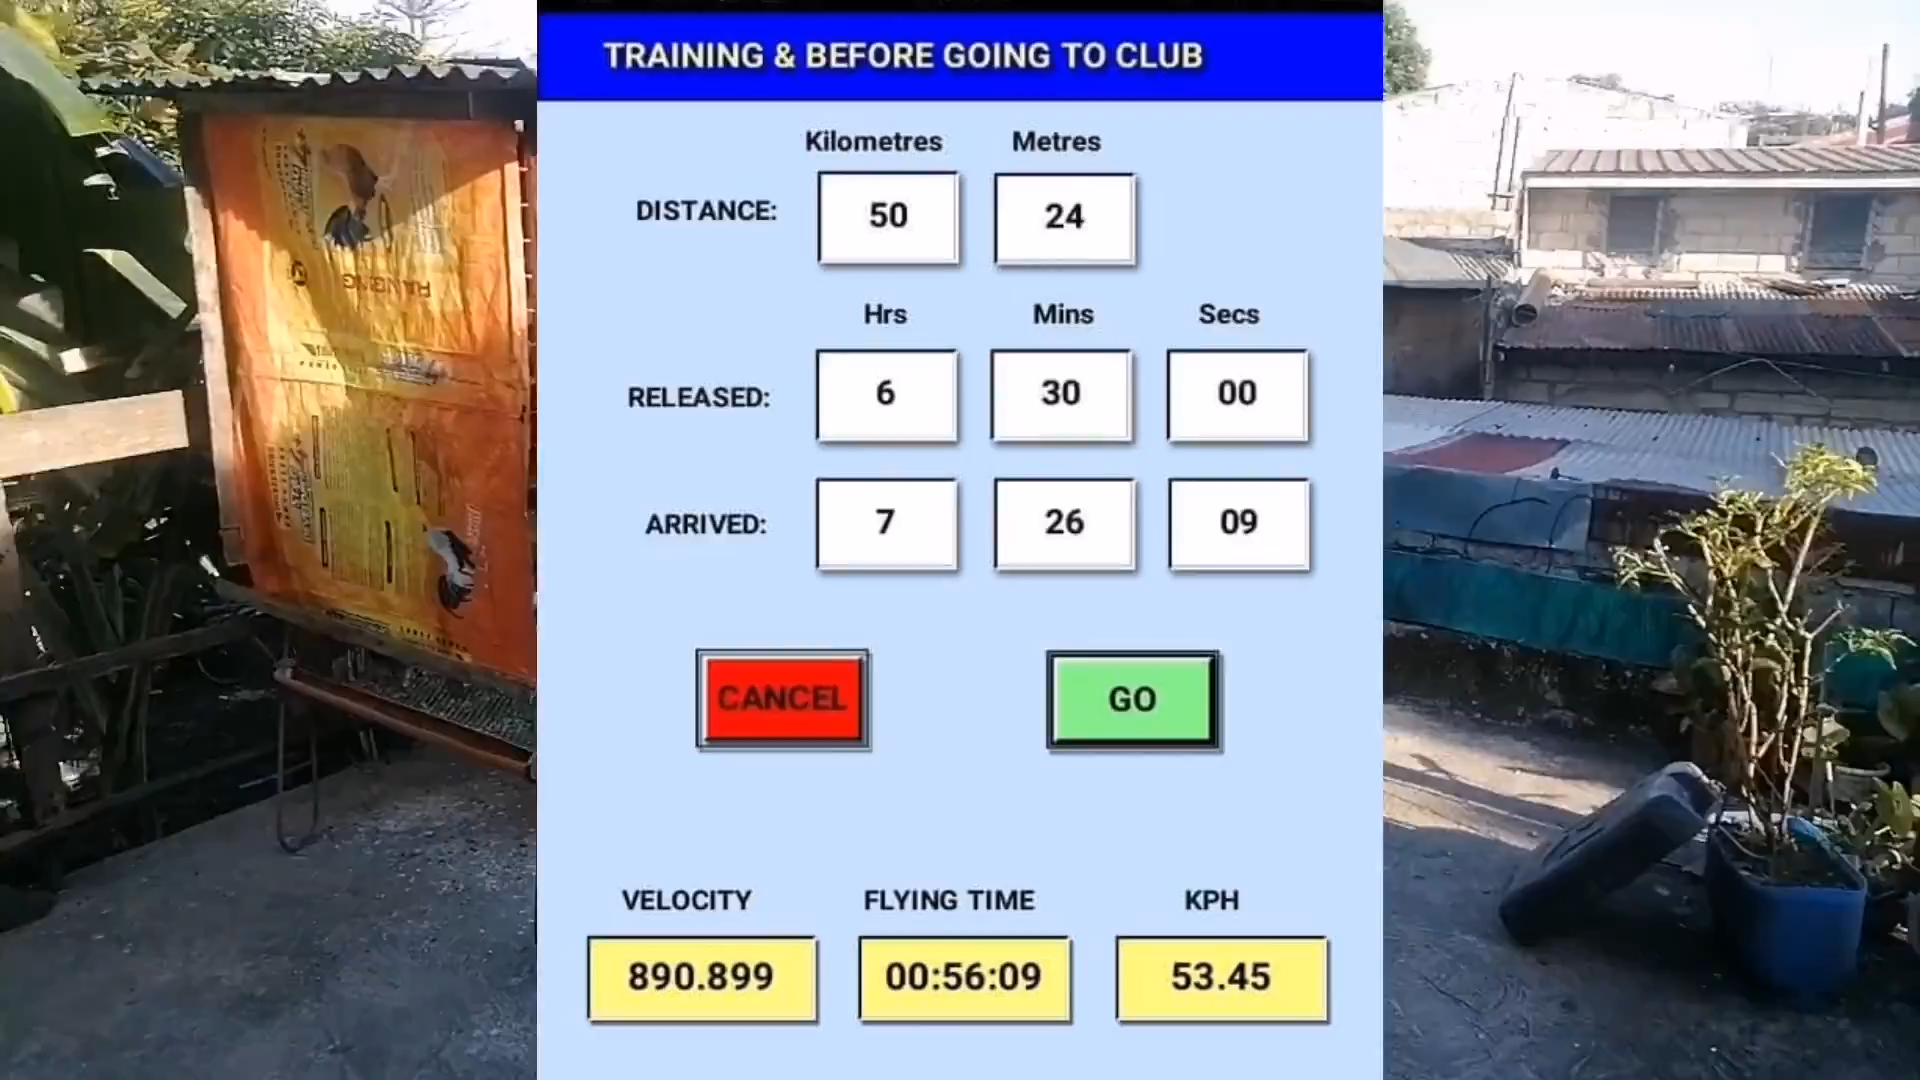 TRAINING & BEFORE GOING TO CLUB
Kilometres Metres
DISTANCE: 50 24
Hrs Mins Secs
RELEASED: 6 30 00
ARRIVED: 7 26 09
CANCEL GO
VELOCITY FLYING TIME KPH
890.899 00:56:09 53.45